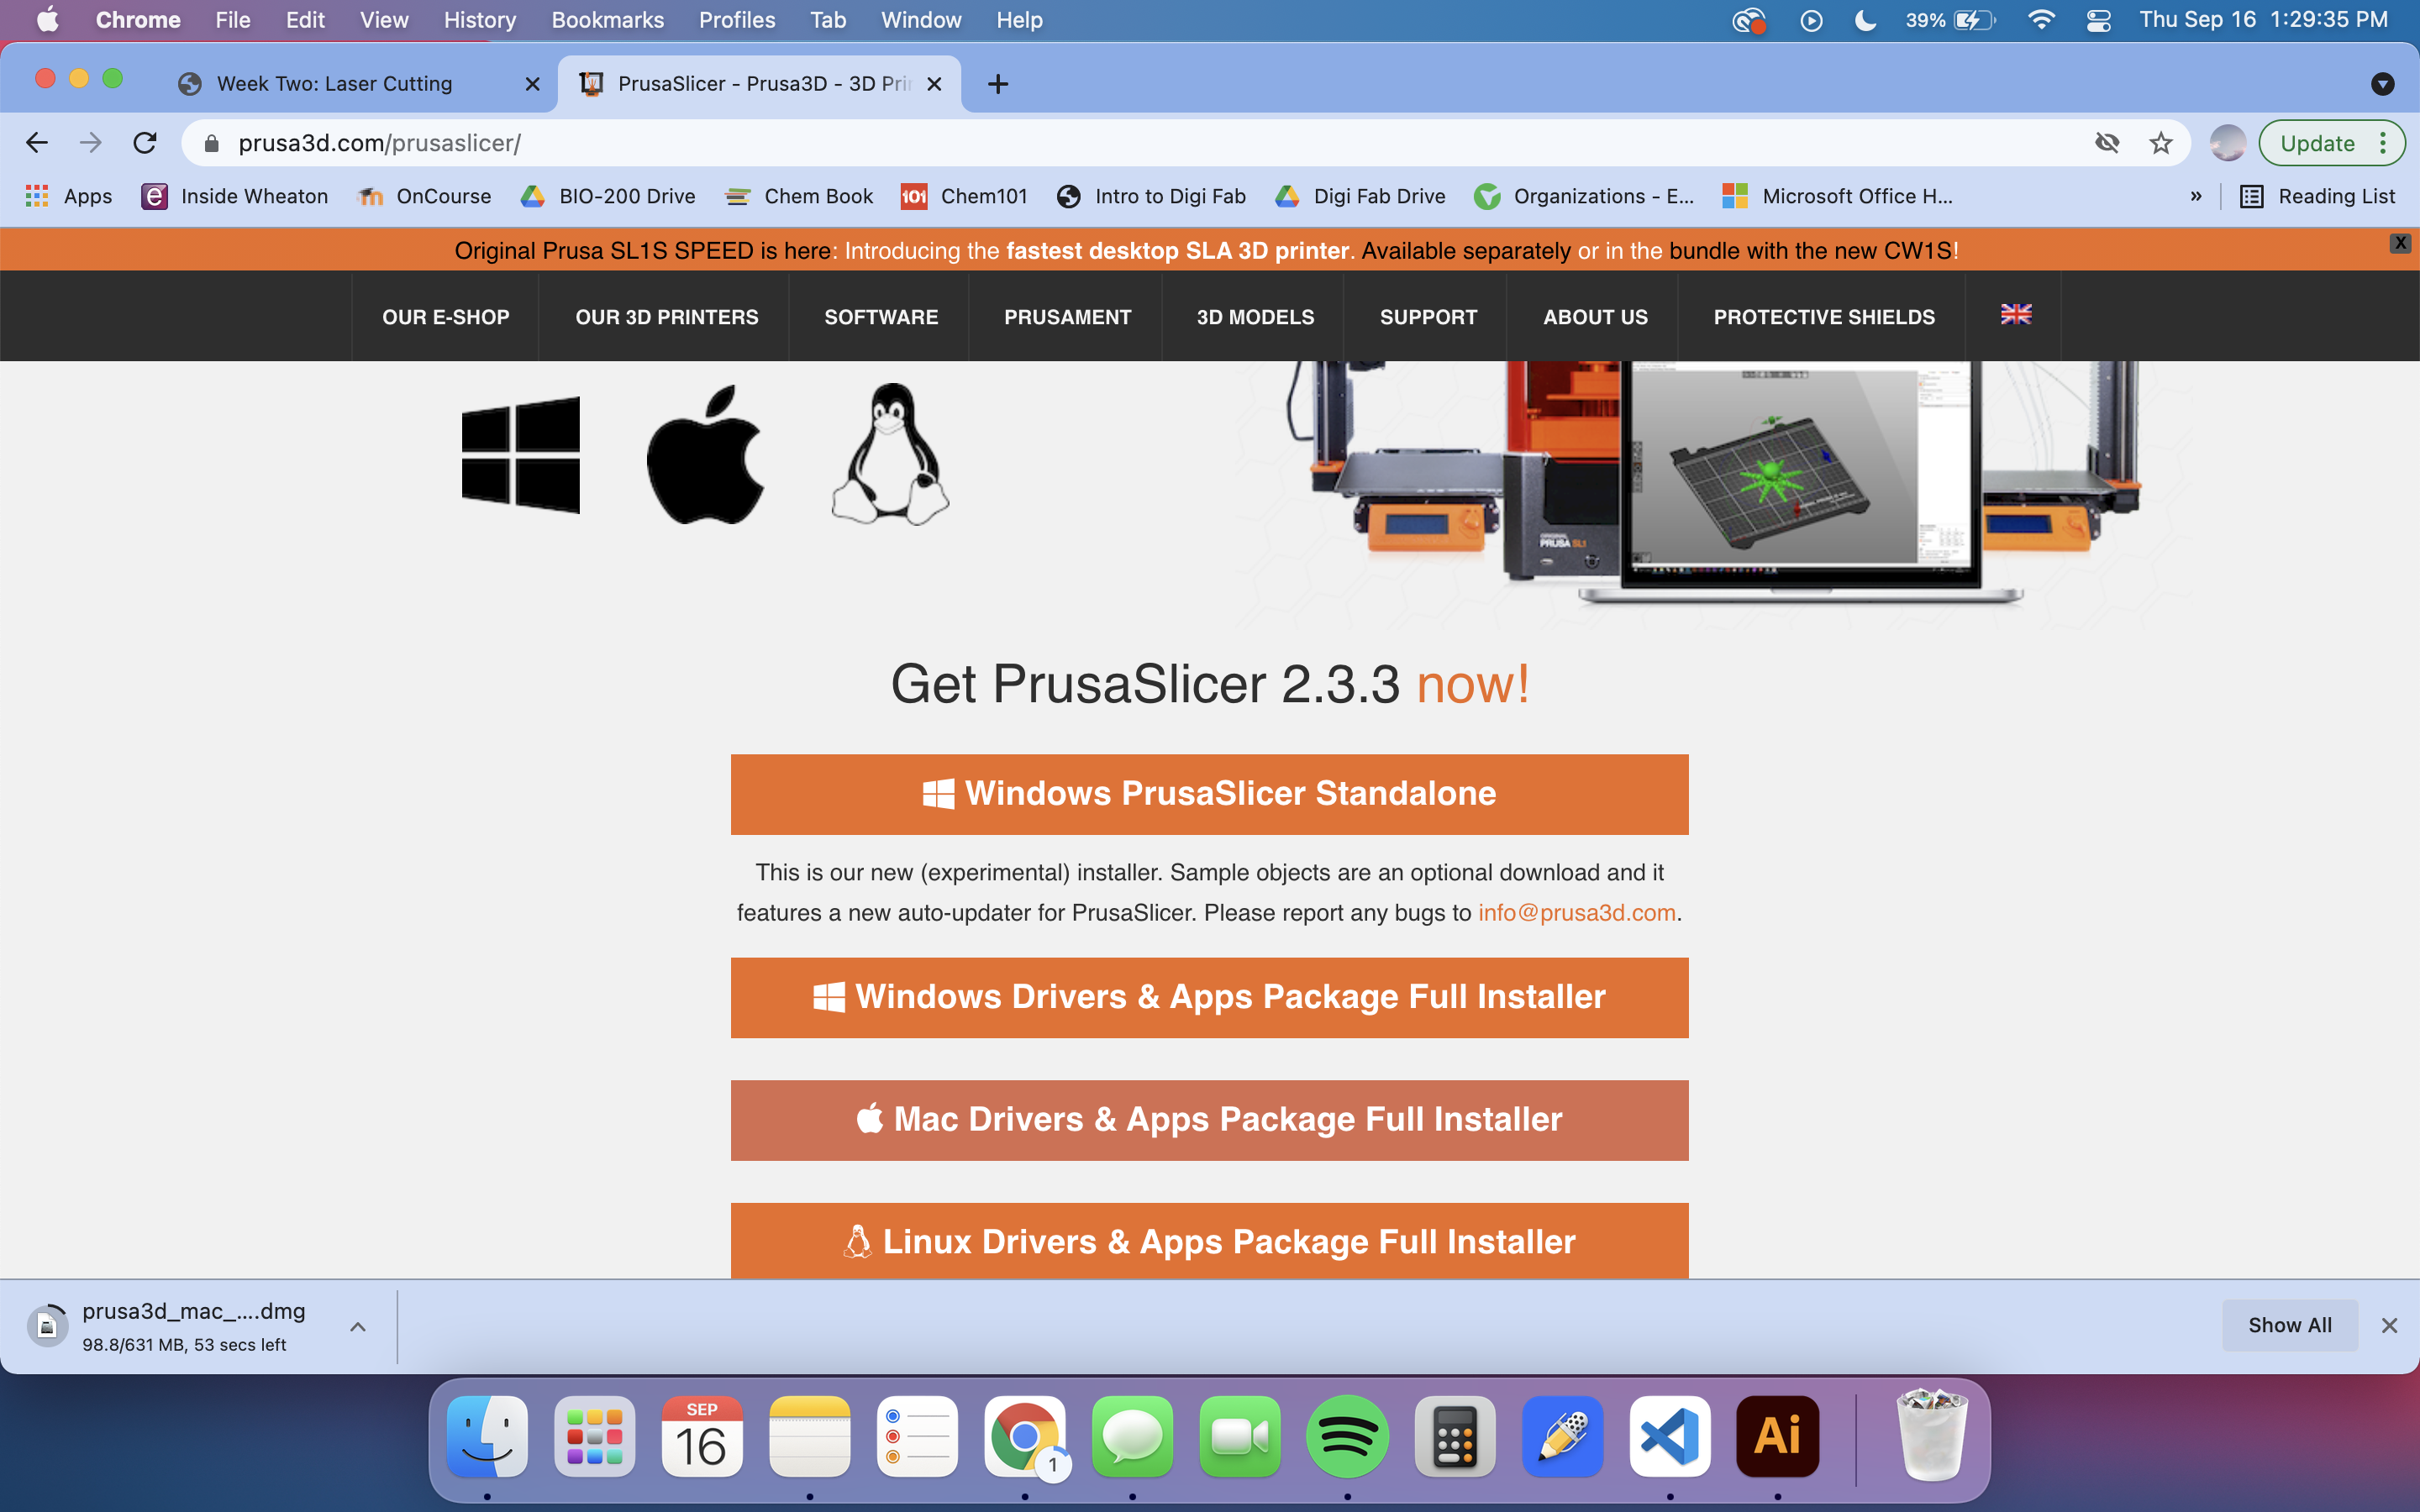 Chrome File Edit View History Bookmarks Profiles Tab Window Help 39% Thu Sep 16 1:29:35 PM
Week Two: Laser Cutting PrusaSlicer - Prusa3D - 3D Pri
prusa3d.com/prusaslicer/ Update
Apps Inside Wheaton OnCourse BIO-200 Drive Chem Book 101 Chem101 Intro to Digi Fab Digi Fab Drive Organizations - E... Microsoft Office H... » Reading List
Original Prusa SL1S SPEED is here: Introducing the fastest desktop SLA 3D printer. Available separately or in the bundle with the new CW1S! X
OUR E-SHOP OUR 3D PRINTERS SOFTWARE PRUSAMENT 3D MODELS SUPPORT ABOUT US PROTECTIVE SHIELDS
ORIGINAL
PRUSA SL1
Get PrusaSlicer 2.3.3 now!
Windows PrusaSlicer Standalone
This is our new (experimental) installer. Sample objects are an optional download and it
features a new auto-updater for PrusaSlicer. Please report any bugs to info@prusa3d.com.
Windows Drivers & Apps Package Full Installer
Mac Drivers & Apps Package Full Installer
Linux Drivers & Apps Package Full Installer
prusa3d_mac_....dmg
98.8/631 MB, 53 secs left
Show All
SEP
16
1
Ai